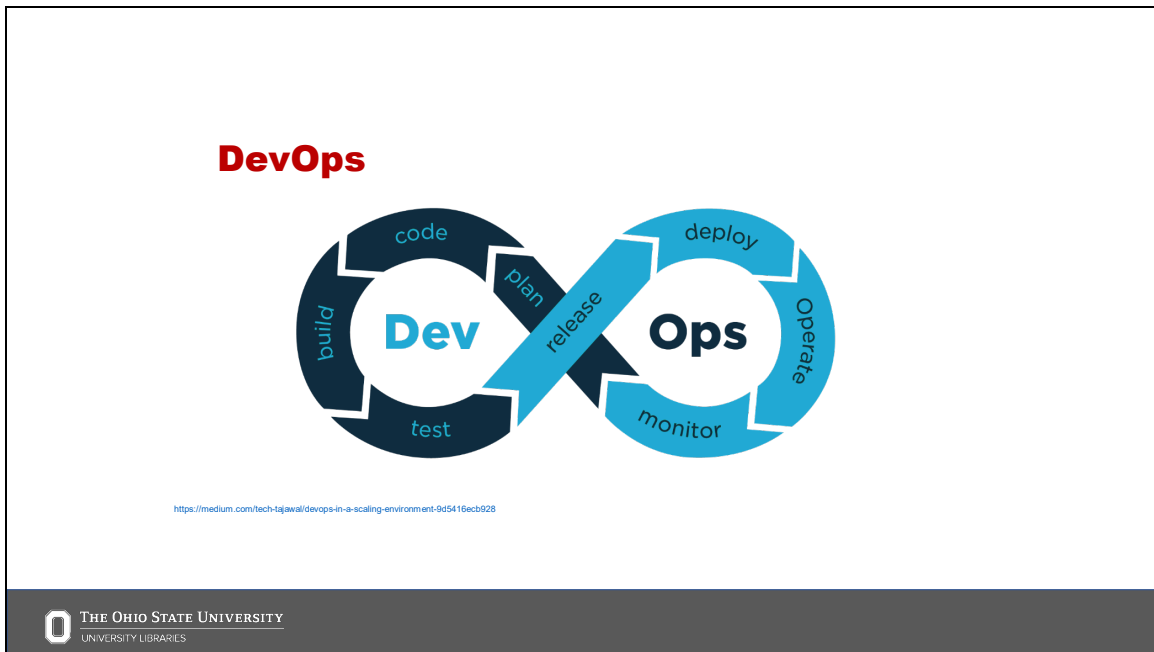 DevOps
code
deploy
plan
build
Dev
release
Ops
Operate
test
monitor
https://medium.com/tech-tajawal/devops-in-a-scaling-environment-9d5416ecb928
THE OHIO STATE UNIVERSITY
UNIVERSITY LIBRARIES